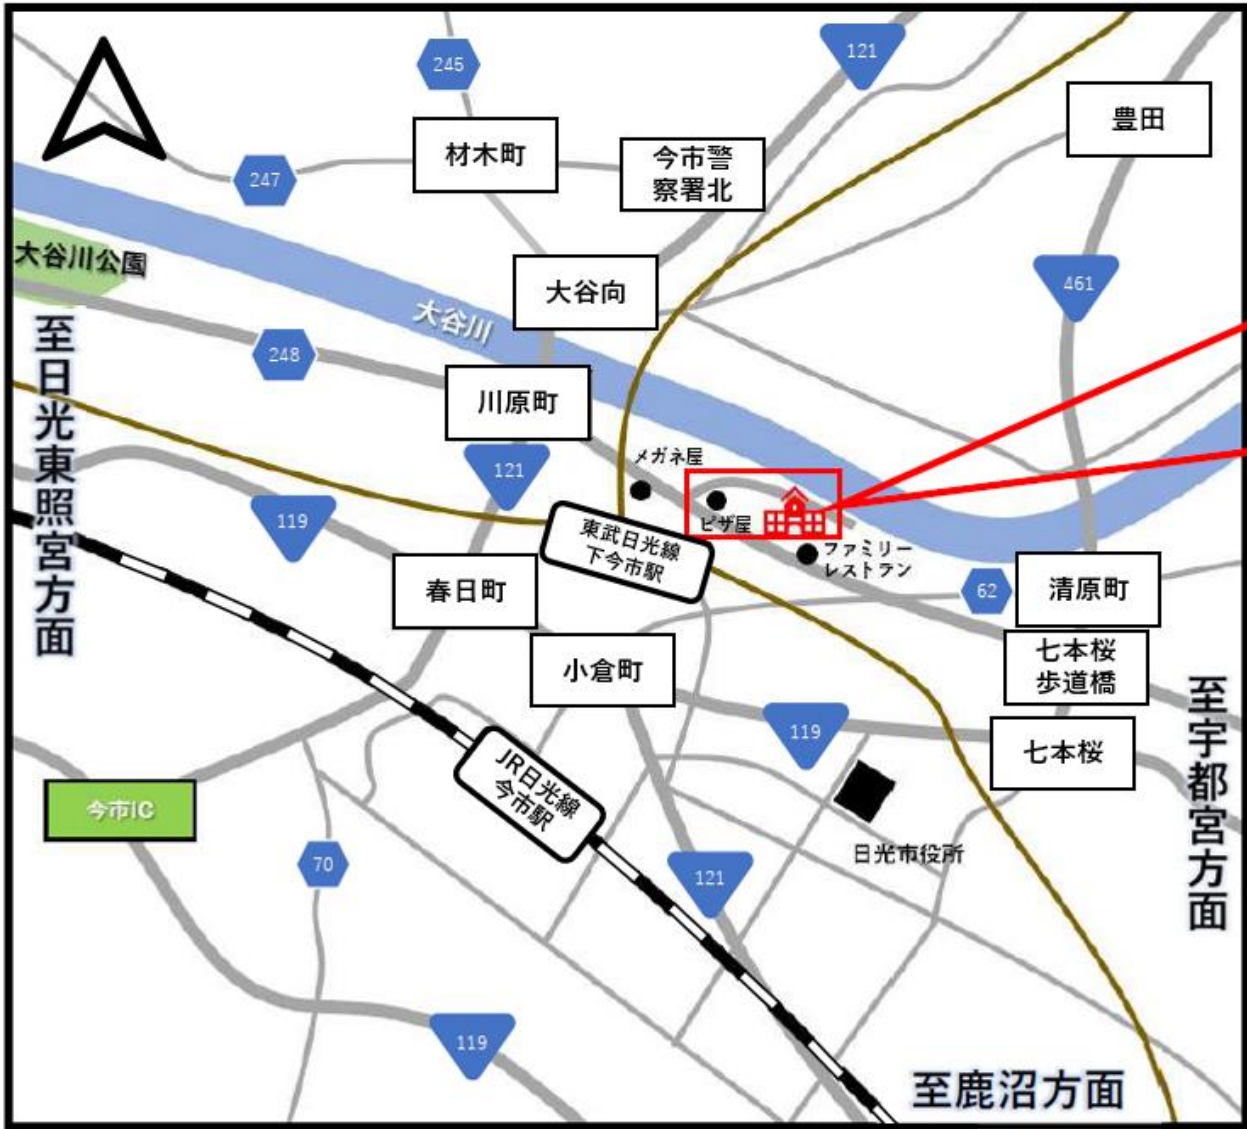 245
121
豊田
材木町
今市警
察署北
247
大谷川公園
大谷向
461
大谷川
至日光東照宮方面
248
川原町
メガネ屋
121
119
ピザ屋
東武日光線
下今市駅
ファミリー
レストラン
春日町
62
清原町
小倉町
七本桜
歩道橋
至宇都宮方面
119
七本桜
JR日光線
今市駅
今市IC
日光市役所
70
121
119
至鹿沼方面